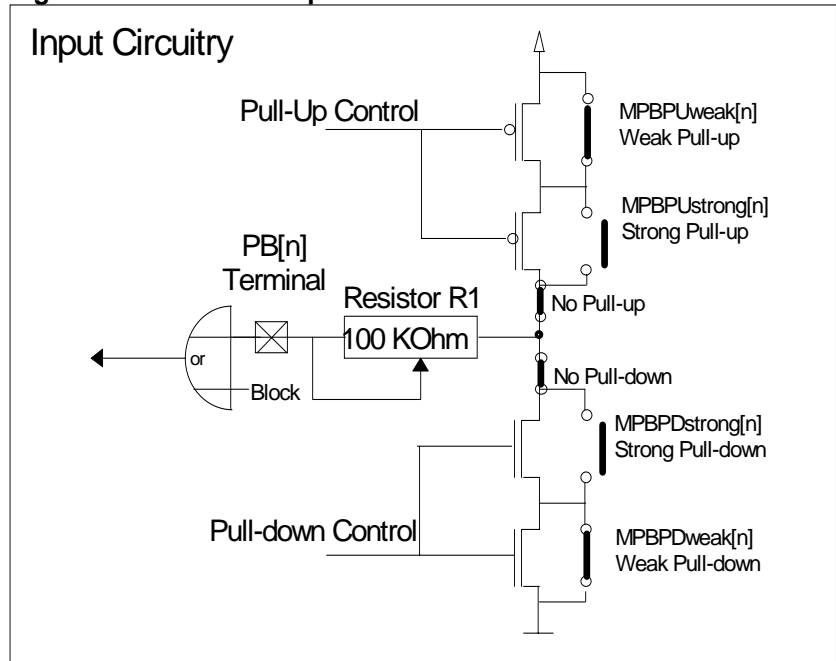 Input Circuitry
Pull-Up Control
MPBPUweak[n]
Weak Pull-up
MPBPUstrong[n]
Strong Pull-up
PB[n]
Terminal
Resistor R1
100 KOhm
No Pull-up
or
Block
No Pull-down
MPBPDstrong[n]
Strong Pull-down
Pull-down Control
MPBPDweak[n]
Weak Pull-down